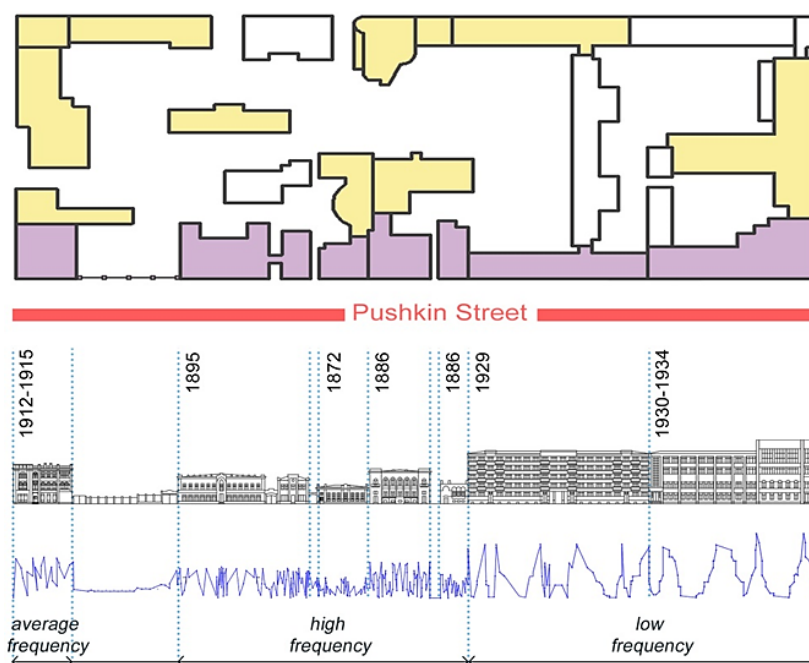 Pushkin Street
1912-1915
1895
1872
1886
1886
1929
1930-1934
average
frequency
high
frequency
low
frequency